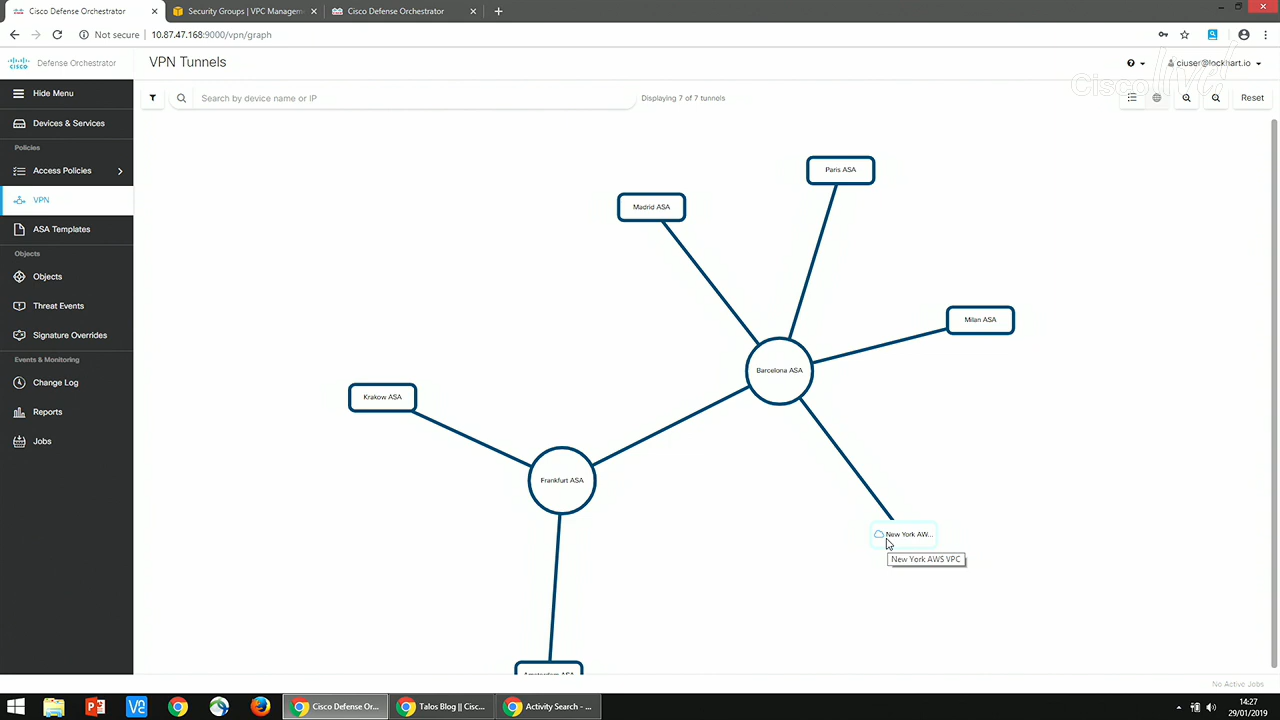 Cisco Defense Orchestrator
Security Groups | VPC Managem
Cisco Defense Orchestrator
Not secure | 10.87.47.168:9000/vpn/graph
CISCO
Defense Orchestrator
VPN Tunnels
ciuser@lockhart.io
Cisco live!
Hide Menu
Search by device name or IP
Displaying 7 of 7 tunnels
Reset
Devices & Services
Policies
Access Policies
VPN
ASA Templates
Objects
Objects
Threat Events
Signature Overrides
Events & Monitoring
Change Log
Reports
Jobs
Paris ASA
Madrid ASA
Milan ASA
Barcelona ASA
Krakow ASA
Frankfurt ASA
New York AW...
New York AWS VPC
Amsterdam ASA
No Active Jobs
Cisco Defense Or...
Talos Blog || Cisc...
Activity Search - ...
14:27
29/01/2019